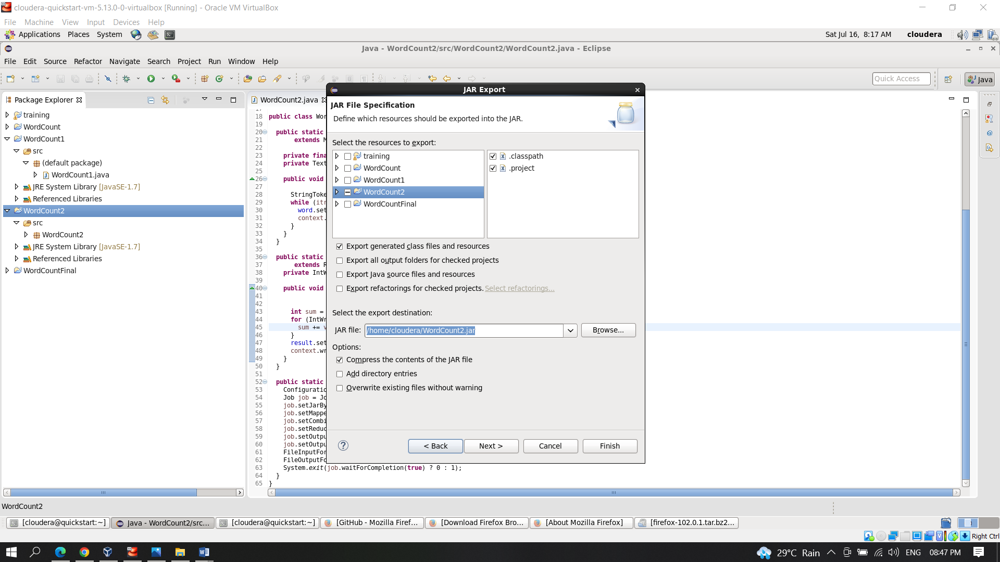 cloudera-quickstart-vm-5.13.0-0-virtualbox [Running] - Oracle VM VirtualBox
File Machine View Input Devices Help
Applications Places System Sat Jul 16, 8:17 AM cloudera
Java - WordCount2/src/WordCount2/WordCount2.java - Eclipse
File Edit Source Refactor Navigate Search Project Run Window Help
Quick Access Java
Package Explorer
training
WordCount
WordCount1
src
(default package)
WordCount1.java
JRE System Library [JavaSE-1.7]
Referenced Libraries
WordCount2
src
WordCount2
JRE System Library [JavaSE-1.7]
Referenced Libraries
WordCountFinal
WordCount2.java
18 public class Wor
19
20 public static
21 extends M
22
23 private fina
24 private Text
25
26 public void
27
28 StringToke
29 while (itr
30 word.set
31 context.
32 }
33 }
34 }
35
36 public static
37 extends R
38 private IntW
39
40 public void
41
42
43 int sum =
44 for (IntWr
45 sum += v
46 }
47 result.set
48 context.wr
49 }
50 }
51
52 public static
53 Configuratio
54 Job job = Jo
55 job.setJarBy
56 job.setMappe
57 job.setCombi
58 job.setReduc
59 job.setOutpu
60 job.setOutpu
61 FileInputFor
62 FileOutputFo
63 System.exit(job.waitForCompletion(true) ? 0 : 1);
64 }
65 }
JAR Export
JAR File Specification
Define which resources should be exported into the JAR.
Select the resources to export:
training
WordCount
WordCount1
WordCount2
WordCountFinal
.classpath
.project
Export generated class files and resources
Export all output folders for checked projects
Export Java source files and resources
Export refactorings for checked projects. Select refactorings...
Select the export destination:
JAR file: /home/cloudera/WordCount2.jar Browse...
Options:
Compress the contents of the JAR file
Add directory entries
Overwrite existing files without warning
< Back Next > Cancel Finish
WordCount2
[cloudera@quickstart:~] Java - WordCount2/src... [cloudera@quickstart:~] [GitHub - Mozilla Firef... [Download Firefox Bro... [About Mozilla Firefox] [firefox-102.0.1.tar.bz2...
Right Ctrl
29°C Rain ENG 08:47 PM